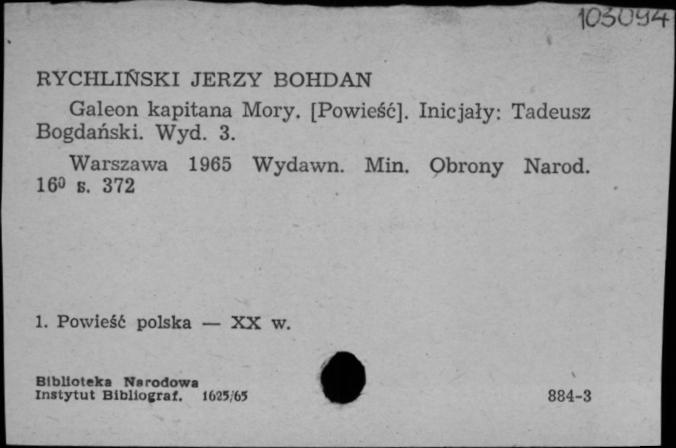 103094
RYCHLIŃSKI JERZY BOHDAN
Galeon kapitana Mory. [Powieść]. Inicjały: Tadeusz
Bogdański. Wyd. 3.
Warszawa 1965 Wydawn. Min. Obrony Narod.
16⁰ s. 372
1. Powieść polska — XX w.
Biblioteka Narodowa
Instytut Bibliograf. 1625/65
884-3